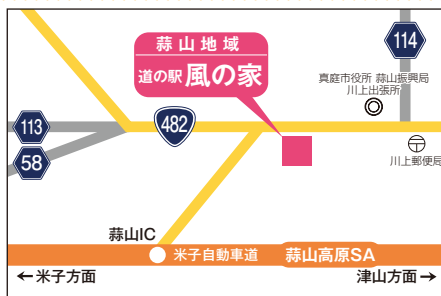 114
蒜山地域
道の駅 風の家
真庭市役所 蒜山振興局
川上出張所
113
482
58
川上郵便局
蒜山IC
米子自動車道
蒜山高原SA
←米子方面
津山方面→